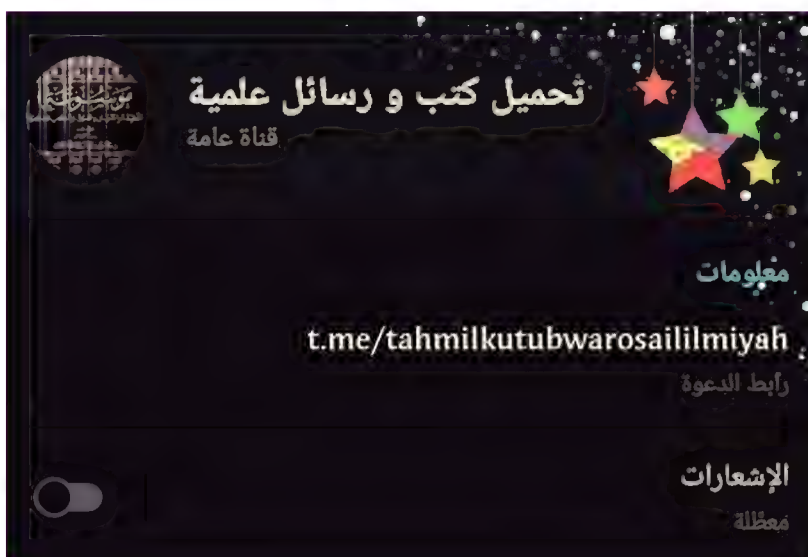 تحميل كتب و رسائل علمية
قناة عامة
معلومات
t.me/tahmilkutubwarosaililmiyah
رابط الدعوة
الإشعارات
معطلة